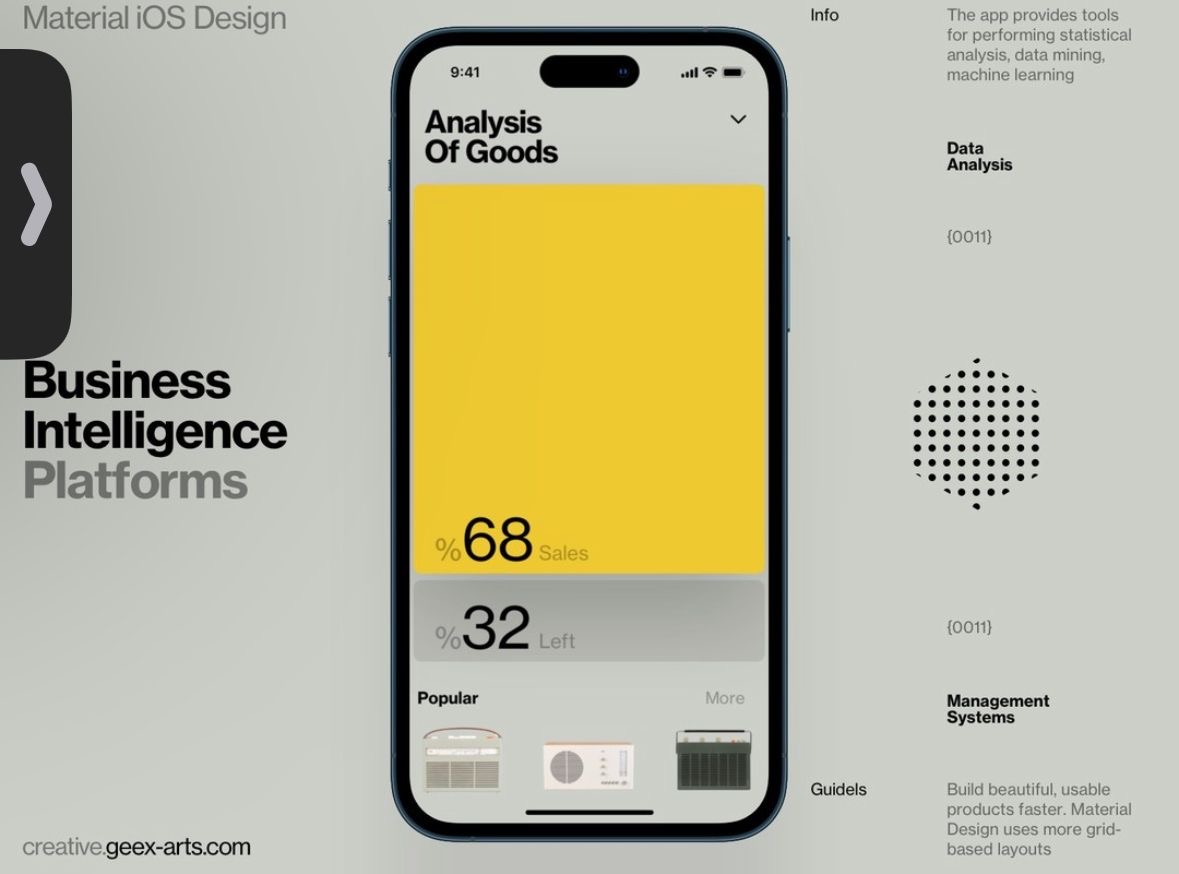 Material iOS Design
Business
Intelligence
Platforms
creative.geex-arts.com
9:41
Analysis
Of Goods
%68 Sales
%32 Left
Popular
More
Info
The app provides tools
for performing statistical
analysis, data mining,
machine learning
Data
Analysis
{0011}
{0011}
Management
Systems
Guidels
Build beautiful, usable
products faster. Material
Design uses more grid-
based layouts